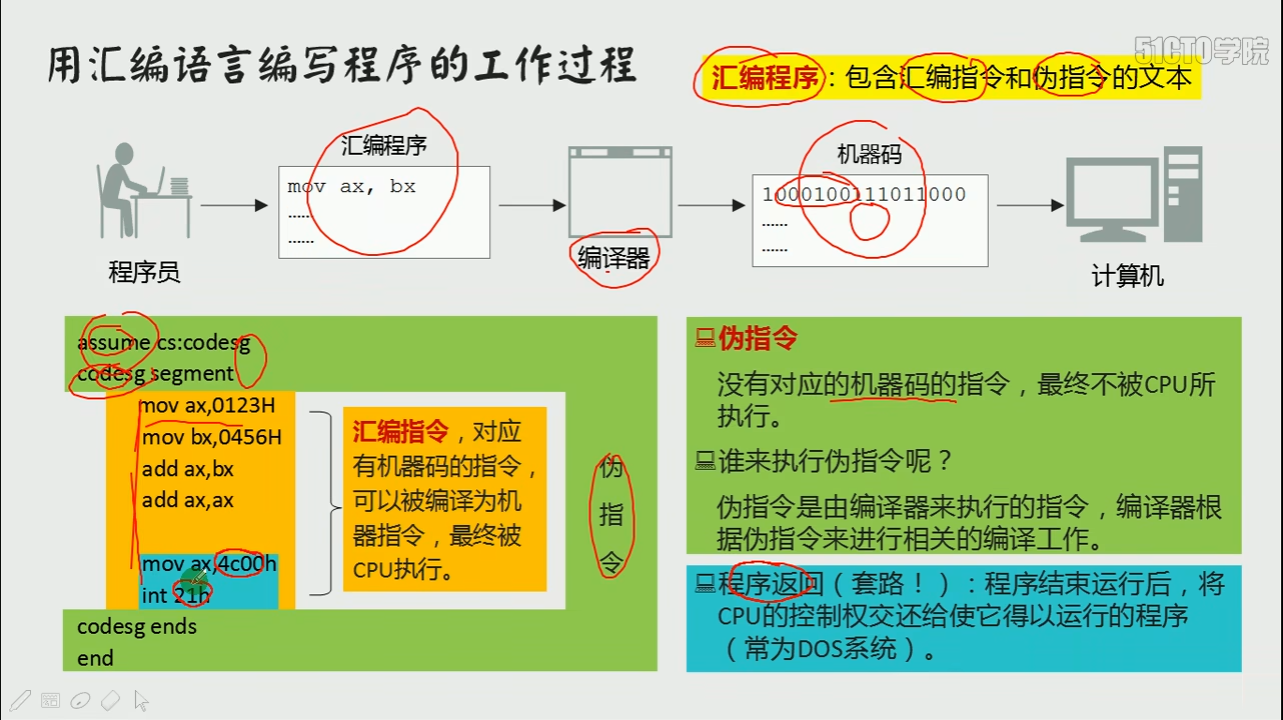 51CTO学院
用汇编语言编写程序的工作过程
汇编程序：包含汇编指令和伪指令的文本
汇编程序
mov ax, bx
……
……
程序员
编译器
机器码
1000100111011000
……
……
计算机
assume cs:codesg
codesg segment
mov ax,0123H
mov bx,0456H
add ax,bx
add ax,ax
mov ax,4c00h
int 21h
codesg ends
end
汇编指令，对应
有机器码的指令，
可以被编译为机
器指令，最终被
CPU执行。
伪
指
令
伪指令
没有对应的机器码的指令，最终不被CPU所
执行。
谁来执行伪指令呢？
伪指令是由编译器来执行的指令，编译器根
据伪指令来进行相关的编译工作。
程序返回（套路！）：程序结束运行后，将
CPU的控制权交还给使它得以运行的程序
（常为DOS系统）。